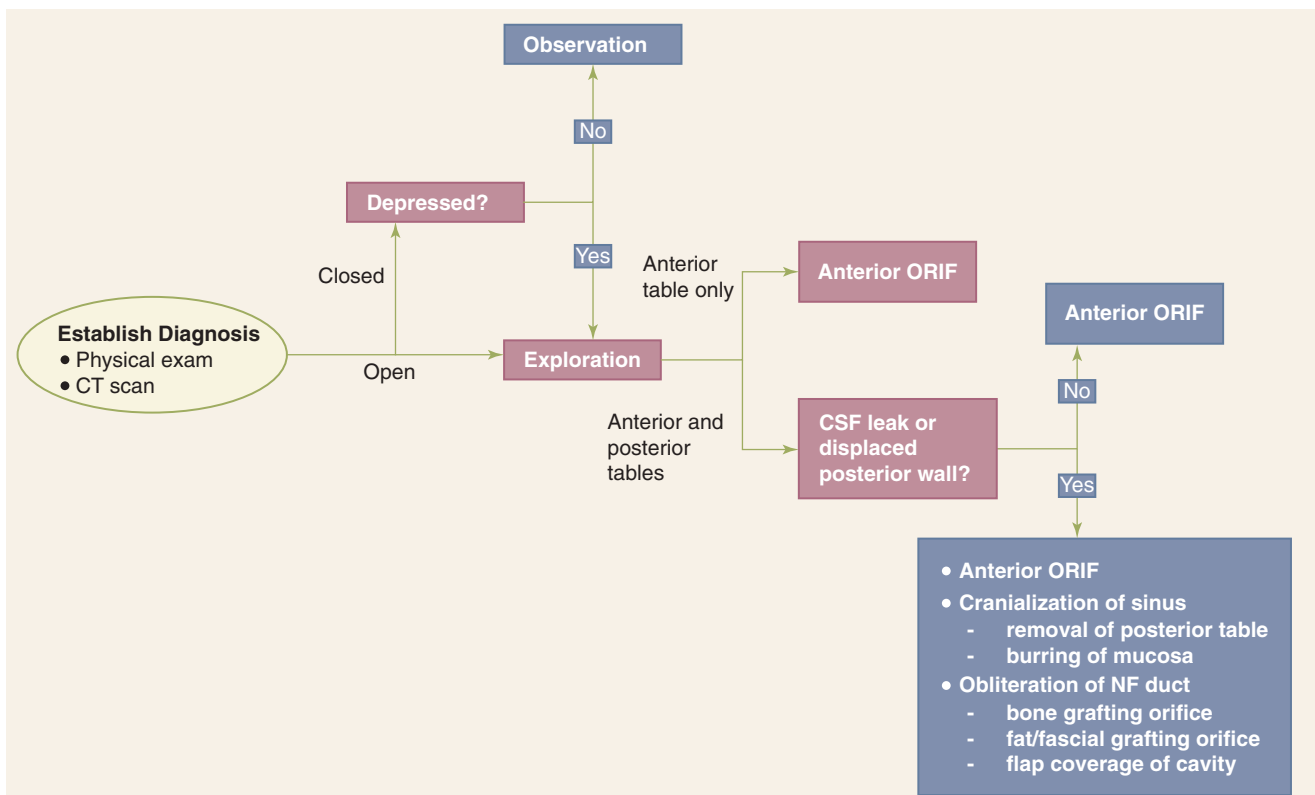 Observation
No
Depressed?
Yes
Closed
Anterior
table only
Anterior ORIF
Establish Diagnosis
• Physical exam
• CT scan
Open
Exploration
Anterior ORIF
No
Anterior and
posterior
tables
CSF leak or
displaced
posterior wall?
Yes
• Anterior ORIF
• Cranialization of sinus
- removal of posterior table
- burring of mucosa
• Obliteration of NF duct
- bone grafting orifice
- fat/fascial grafting orifice
- flap coverage of cavity